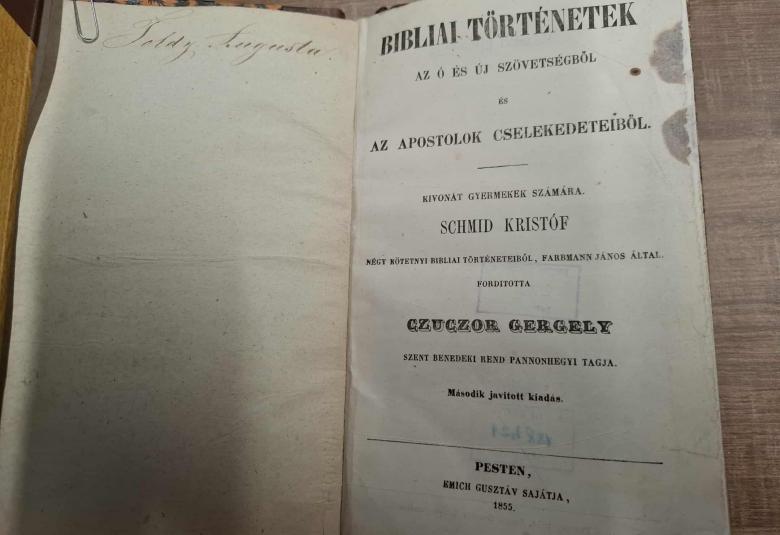 Toldy Augusta.
BIBLIAI TÖRTÉNETEK
AZ Ó ÉS ÚJ SZÖVETSÉGBŐL
ÉS
AZ APOSTOLOK CSELEKEDETEIBŐL.
KIVONÁT GYERMEKEK SZÁMÁRA.
SCHMID KRISTÓF
NÉGY KÖTETNYI BIBLIAI TÖRTÉNETEIBŐL, FARBMANN JÁNOS ÁLTAL.
FORDITOTTA
CZUCZOR GERGELY
SZENT BENEDEKI REND PANNONHEGYI TAGJA.
Második javitott kiadás.
PESTEN,
EMICH GUSZTÁV SAJÁTJA,
1855.